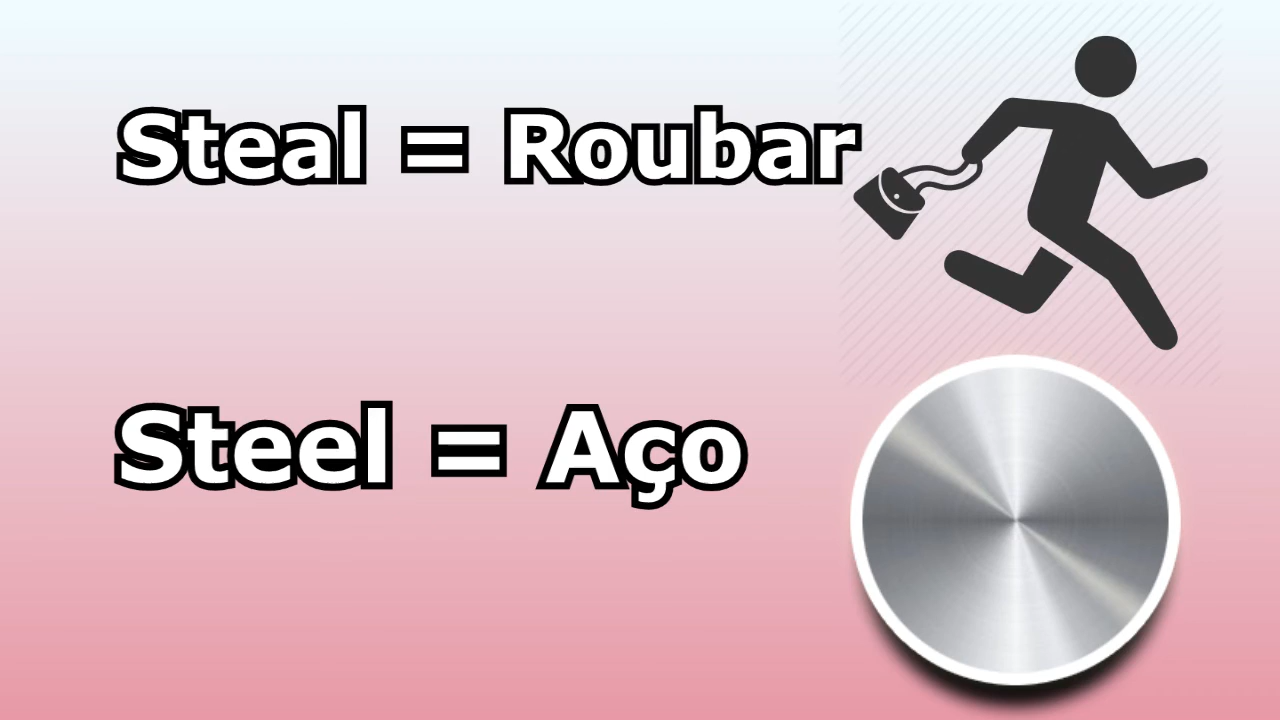 Steal = Roubar
Steel = Aço